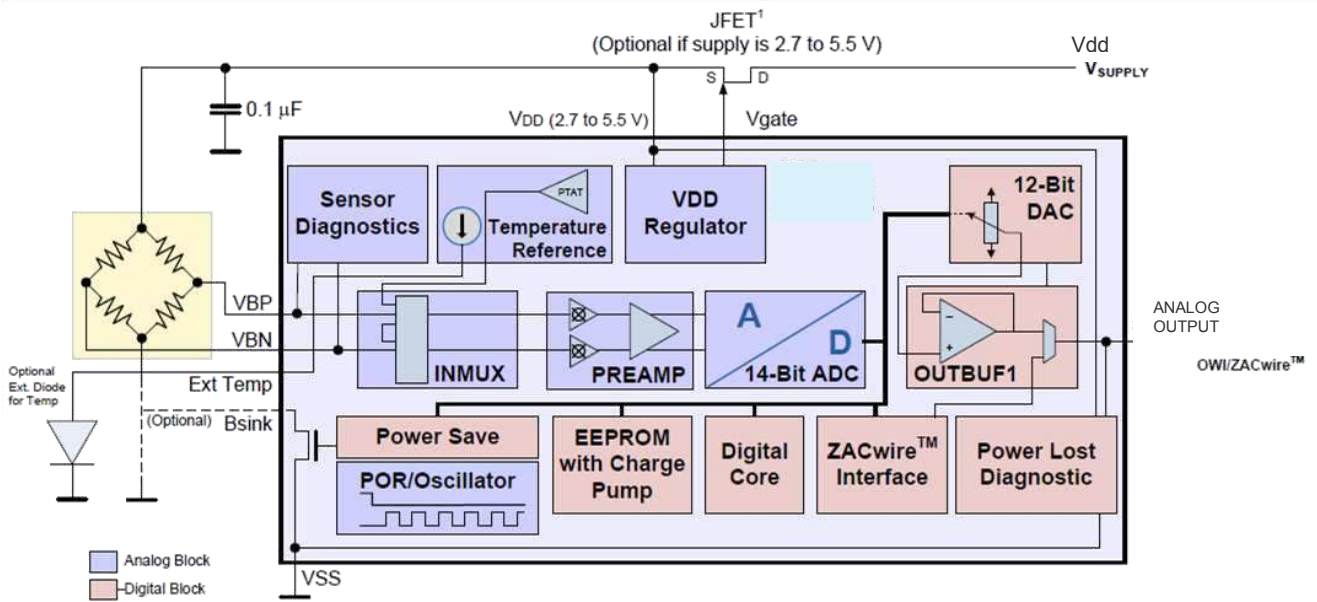 JFET1
(Optional if supply is 2.7 to 5.5 V)
Vdd
VSUPPLY
S
D
0.1 µF
VDD (2.7 to 5.5 V)
Vgate
Sensor
Diagnostics
PTAT
Temperature
Reference
VDD
Regulator
12-Bit
DAC
VBP
VBN
INMUX
PREAMP
A
D
14-Bit ADC
−
+
OUTBUF1
ANALOG
OUTPUT
OWI/ZACwire™
Optional
Ext. Diode
for Temp
Ext Temp
(Optional)
Bsink
Power Save
POR/Oscillator
EEPROM
with Charge
Pump
Digital
Core
ZACwire™
Interface
Power Lost
Diagnostic
Analog Block
Digital Block
VSS